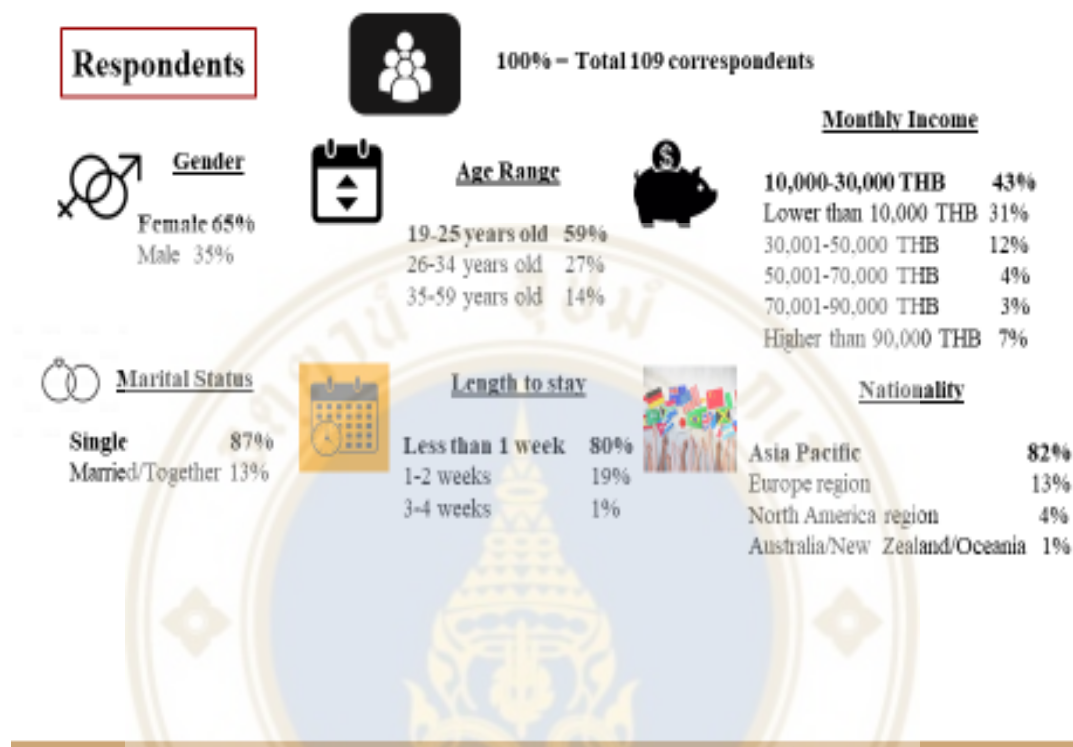 Respondents
100% = Total 109 correspondents
Gender
Female 65%
Male 35%
Age Range
19-25 years old 59%
26-34 years old 27%
35-59 years old 14%
Monthly Income
10,000-30,000 THB 43%
Lower than 10,000 THB 31%
30,001-50,000 THB 12%
50,001-70,000 THB 4%
70,001-90,000 THB 3%
Higher than 90,000 THB 7%
Marital Status
Single 87%
Married/Together 13%
Length to stay
Less than 1 week 80%
1-2 weeks 19%
3-4 weeks 1%
Nationality
Asia Pacific 82%
Europe region 13%
North America region 4%
Australia/New Zealand/Oceania 1%